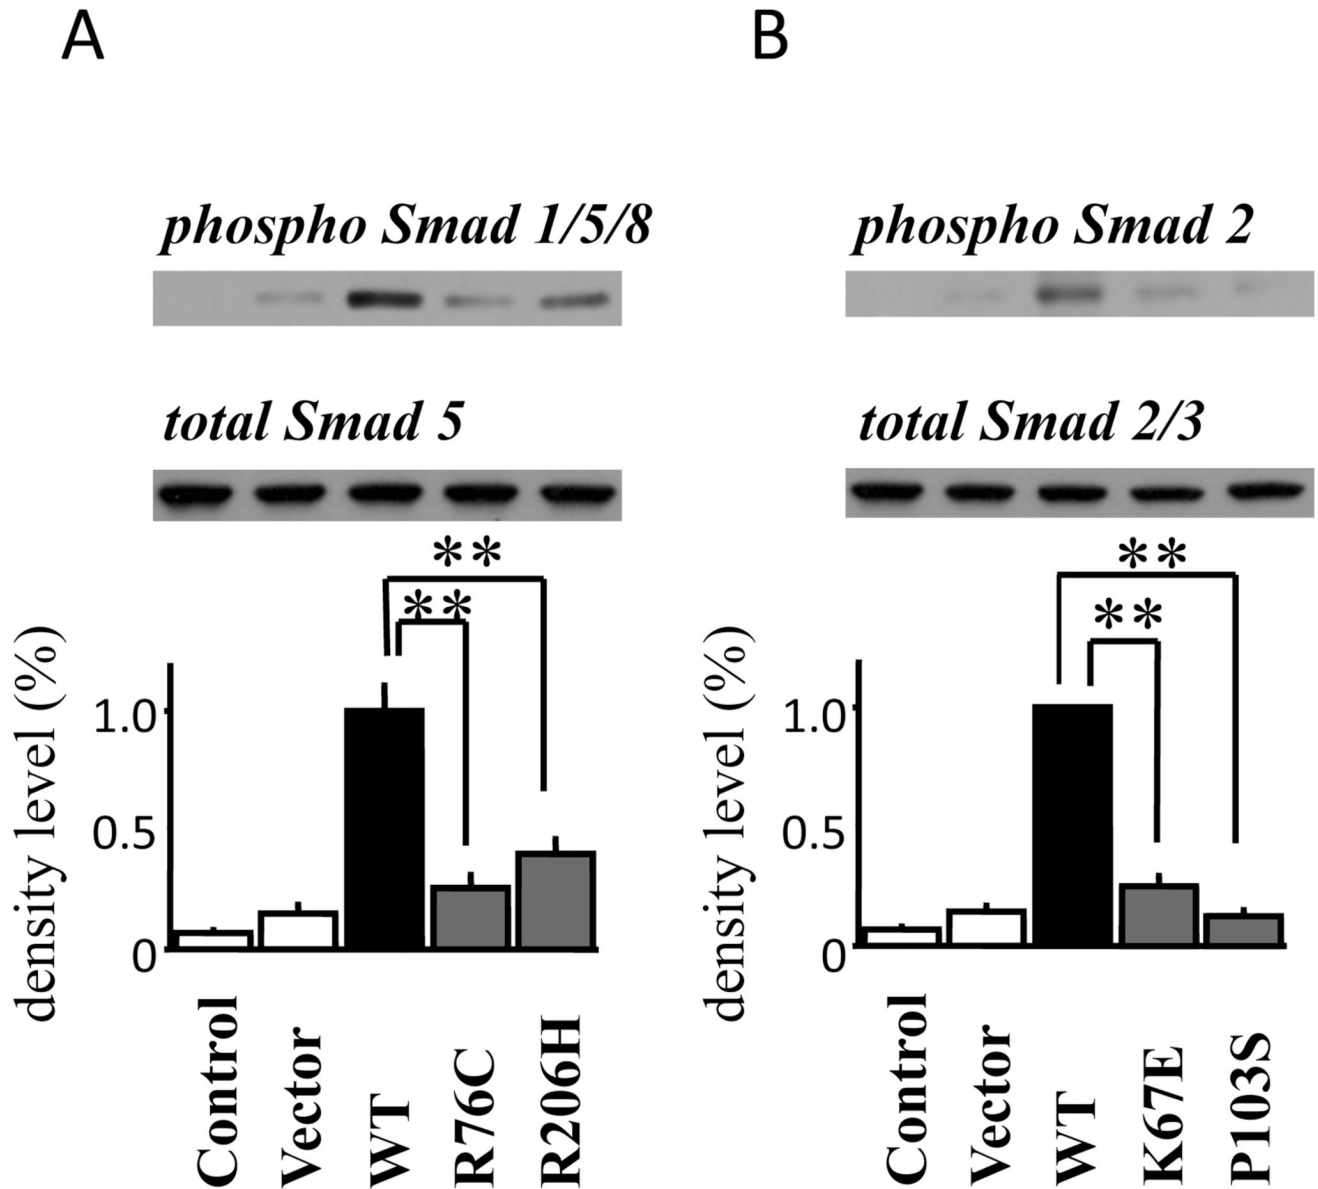 A
phospho Smad 1/5/8
total Smad 5
**
**
density level (%)
1.0
0.5
0
Control
Vector
WT
R76C
R206H
B
phospho Smad 2
total Smad 2/3
**
**
density level (%)
1.0
0.5
0
Control
Vector
WT
K67E
P103S